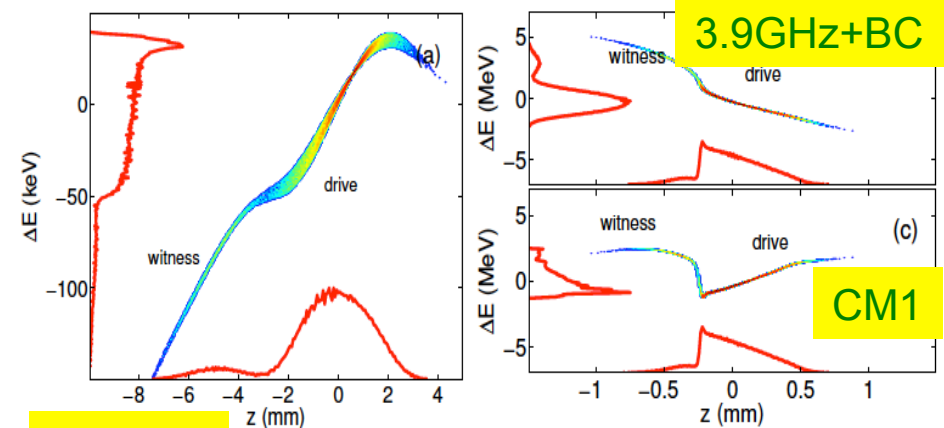 3.9GHz+BC
(a)
witness
drive
ΔE (keV)
0
−50
−100
−8 −6 −4 −2 0 2 4
z (mm)
witness
drive
ΔE (MeV)
5
0
−5
witness
drive
(c)
ΔE (MeV)
5
0
−5
CM1
−1 −0.5 0 0.5 1
z (mm)